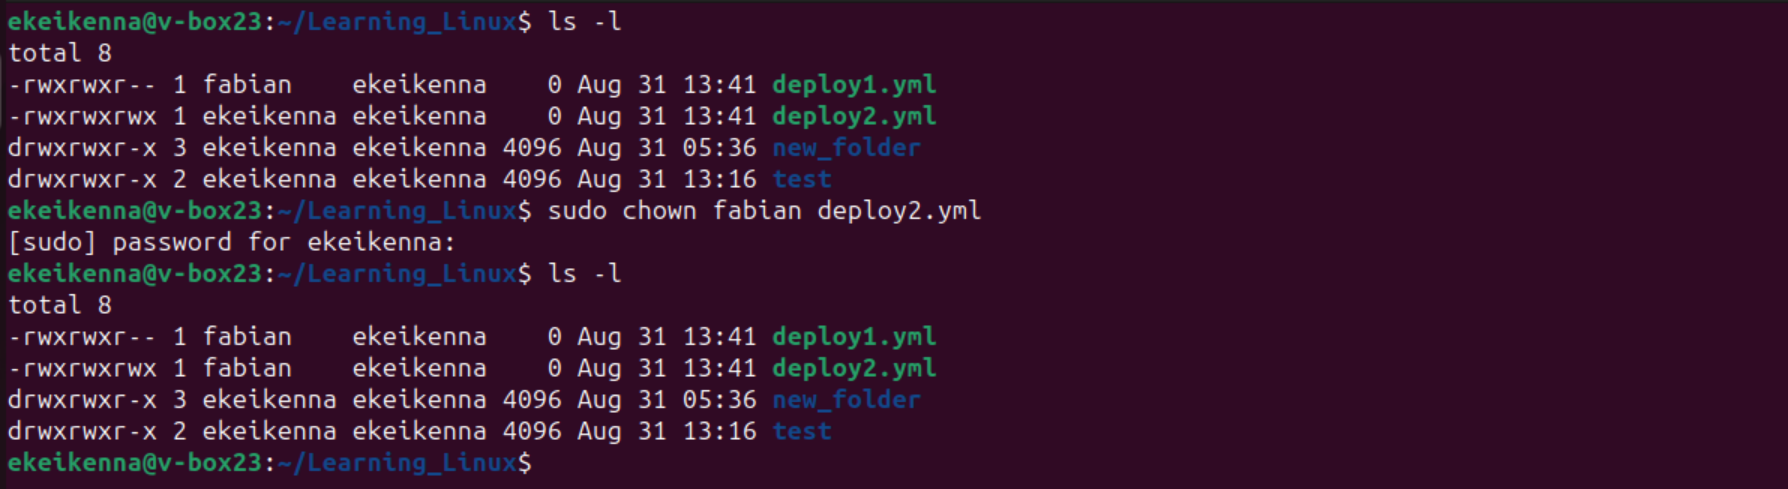 ekeikenna@v-box23:~/Learning_Linux$ ls -l
total 8
-rwxrwxr-- 1 fabian    ekeikenna    0 Aug 31 13:41 deploy1.yml
-rwxrwxrwx 1 ekeikenna ekeikenna    0 Aug 31 13:41 deploy2.yml
drwxrwxr-x 3 ekeikenna ekeikenna 4096 Aug 31 05:36 new_folder
drwxrwxr-x 2 ekeikenna ekeikenna 4096 Aug 31 13:16 test
ekeikenna@v-box23:~/Learning_Linux$ sudo chown fabian deploy2.yml
[sudo] password for ekeikenna:
ekeikenna@v-box23:~/Learning_Linux$ ls -l
total 8
-rwxrwxr-- 1 fabian    ekeikenna    0 Aug 31 13:41 deploy1.yml
-rwxrwxrwx 1 fabian    ekeikenna    0 Aug 31 13:41 deploy2.yml
drwxrwxr-x 3 ekeikenna ekeikenna 4096 Aug 31 05:36 new_folder
drwxrwxr-x 2 ekeikenna ekeikenna 4096 Aug 31 13:16 test
ekeikenna@v-box23:~/Learning_Linux$